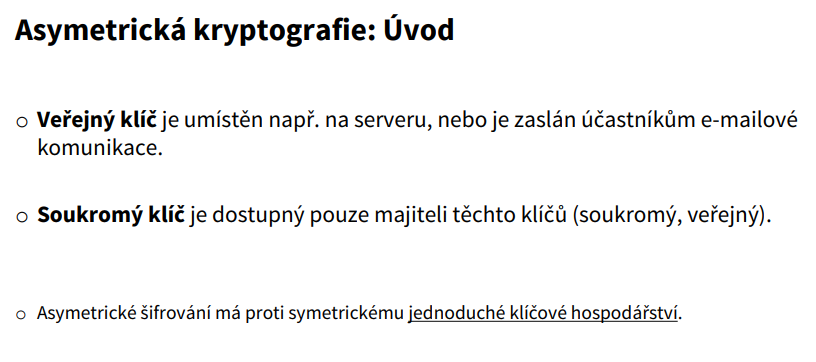 Asymetrická kryptografie: Úvod
○ Veřejný klíč je umístěn např. na serveru, nebo je zaslán účastníkům e-mailové
komunikace.
○ Soukromý klíč je dostupný pouze majiteli těchto klíčů (soukromý, veřejný).
○ Asymetrické šifrování má proti symetrickému jednoduché klíčové hospodářství.